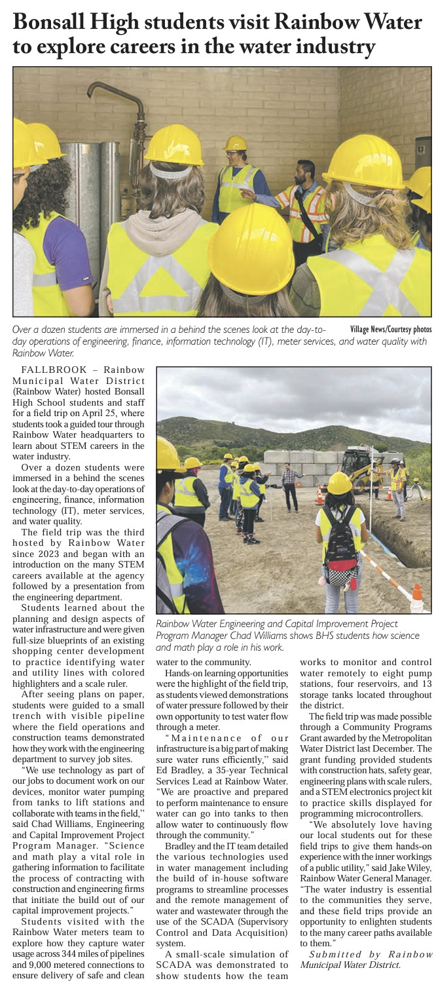 Bonsall High students visit Rainbow Water
to explore careers in the water industry
Over a dozen students are immersed in a behind the scenes look at the day-to-
Village News/Courtesy photos
day operations of engineering, finance, information technology (IT), meter services, and water quality with
Rainbow Water.
FALLBROOK – Rainbow
Municipal Water District
(Rainbow Water) hosted Bonsall
High School students and staff
for a field trip on April 25, where
students took a guided tour through
Rainbow Water headquarters to
learn about STEM careers in the
water industry.
Over a dozen students were
immersed in a behind the scenes
look at the day-to-day operations of
engineering, finance, information
technology (IT), meter services,
and water quality.
The field trip was the third
hosted by Rainbow Water
since 2023 and began with an
introduction on the many STEM
careers available at the agency
followed by a presentation from
the engineering department.
Students learned about the
planning and design aspects of
water infrastructure and were given
full-size blueprints of an existing
shopping center development
to practice identifying water
and utility lines with colored
highlighters and a scale ruler.
After seeing plans on paper,
students were guided to a small
trench with visible pipeline
where the field operations and
construction teams demonstrated
how they work with the engineering
department to survey job sites.
“We use technology as part of
our jobs to document work on our
devices, monitor water pumping
from tanks to lift stations and
collaborate with teams in the field,”
said Chad Williams, Engineering
and Capital Improvement Project
Program Manager. “Science
and math play a vital role in
gathering information to facilitate
the process of contracting with
construction and engineering firms
that initiate the build out of our
capital improvement projects.”
Students visited with the
Rainbow Water meters team to
explore how they capture water
usage across 344 miles of pipelines
and 9,000 metered connections to
ensure delivery of safe and clean
Rainbow Water Engineering and Capital Improvement Project
Program Manager Chad Williams shows BHS students how science
and math play a role in his work.
water to the community.
Hands-on learning opportunities
were the highlight of the field trip,
as students viewed demonstrations
of water pressure followed by their
own opportunity to test water flow
through a meter.
“Maintenance of our
infrastructure is a big part of making
sure water runs efficiently,” said
Ed Bradley, a 35-year Technical
Services Lead at Rainbow Water.
“We are proactive and prepared
to perform maintenance to ensure
water can go into tanks to then
allow water to continuously flow
through the community.”
Bradley and the IT team detailed
the various technologies used
in water management including
the build of in-house software
programs to streamline processes
and the remote management of
water and wastewater through the
use of the SCADA (Supervisory
Control and Data Acquisition)
system.
A small-scale simulation of
SCADA was demonstrated to
show students how the team
works to monitor and control
water remotely to eight pump
stations, four reservoirs, and 13
storage tanks located throughout
the district.
The field trip was made possible
through a Community Programs
Grant awarded by the Metropolitan
Water District last December. The
grant funding provided students
with construction hats, safety gear,
engineering plans with scale rulers,
and a STEM electronics project kit
to practice skills displayed for
programming microcontrollers.
“We absolutely love having
our local students out for these
field trips to give them hands-on
experience with the inner workings
of a public utility,” said Jake Wiley,
Rainbow Water General Manager.
“The water industry is essential
to the communities they serve,
and these field trips provide an
opportunity to enlighten students
to the many career paths available
to them.”
Submitted by Rainbow
Municipal Water District.